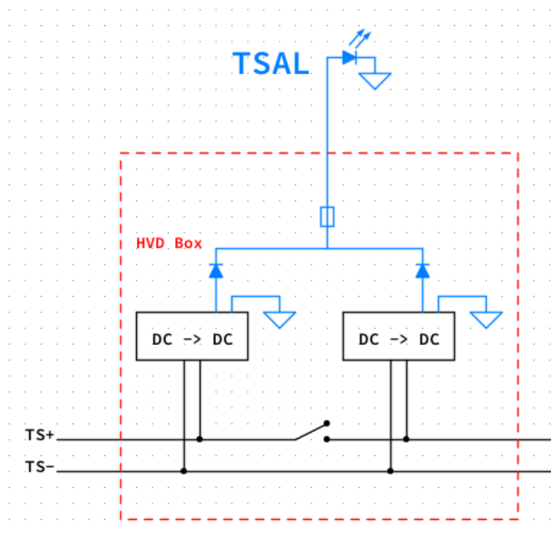 TSAL
HVD Box
DC -> DC
DC -> DC
TS+
TS-